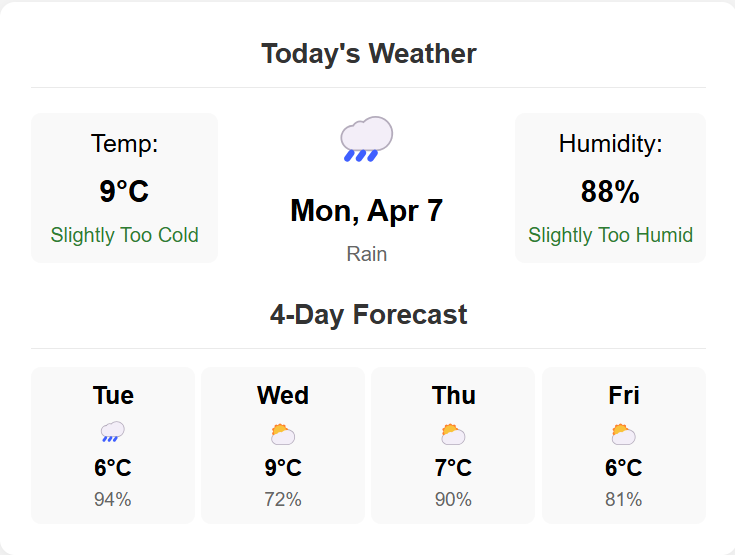 Today's Weather
Temp:
9°C
Slightly Too Cold
Mon, Apr 7
Rain
Humidity:
88%
Slightly Too Humid
4-Day Forecast
Tue
6°C
94%
Wed
9°C
72%
Thu
7°C
90%
Fri
6°C
81%